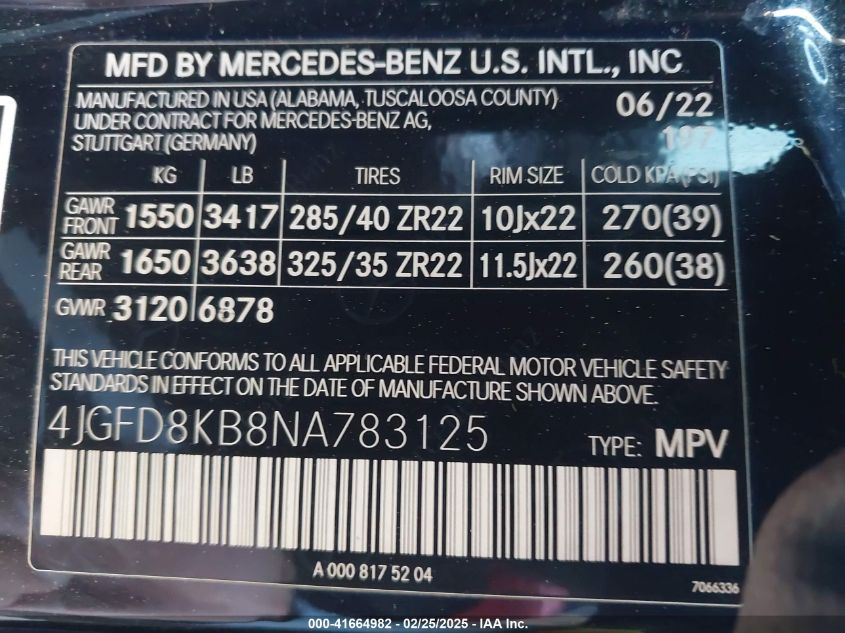 MFD BY MERCEDES-BENZ U.S. INTL., INC
MANUFACTURED IN USA (ALABAMA, TUSCALOOSA COUNTY) 06/22
UNDER CONTRACT FOR MERCEDES-BENZ AG, 197
STUTTGART (GERMANY)
KG LB TIRES RIM SIZE COLD KPA (PSI)
GAWR FRONT 1550 3417 285/40 ZR22 10Jx22 270(39)
GAWR REAR 1650 3638 325/35 ZR22 11.5Jx22 260(38)
GVWR 3120 6878
THIS VEHICLE CONFORMS TO ALL APPLICABLE FEDERAL MOTOR VEHICLE SAFETY
STANDARDS IN EFFECT ON THE DATE OF MANUFACTURE SHOWN ABOVE.
4JGFD8KB8NA783125 TYPE: MPV
A 000 817 52 04
7066336
000-41664982 - 02/25/2025 - IAA Inc.